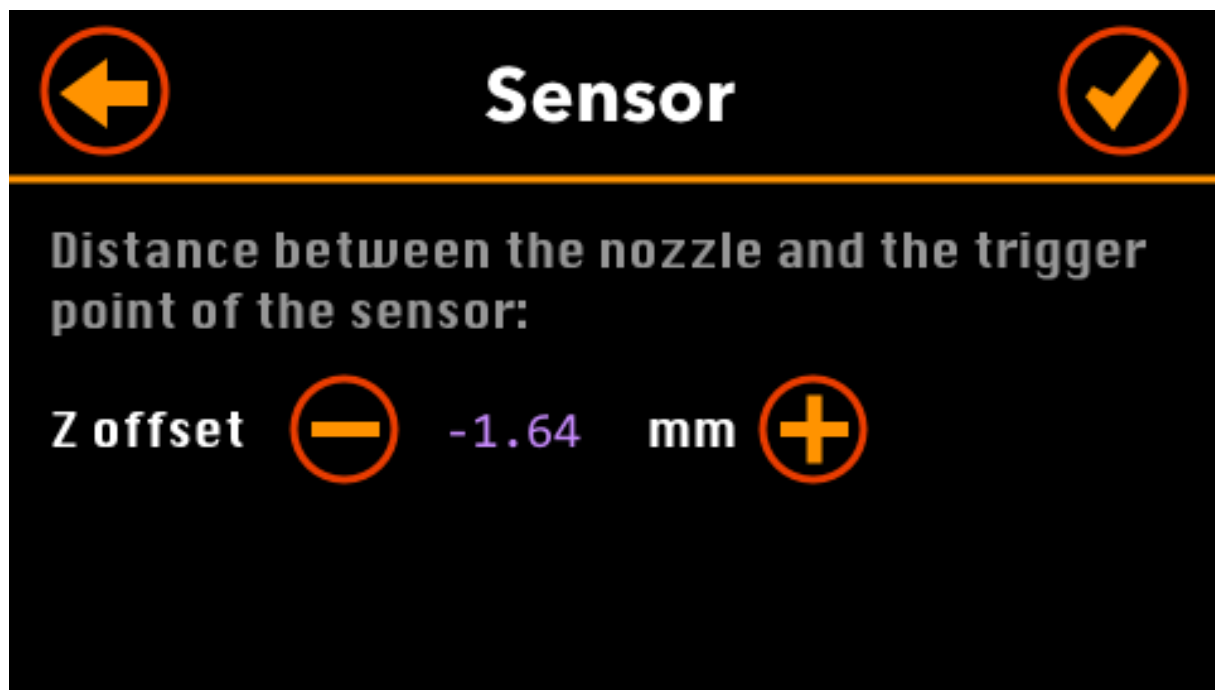 Sensor
Distance between the nozzle and the trigger
point of the sensor:
Z offset -1.64 mm